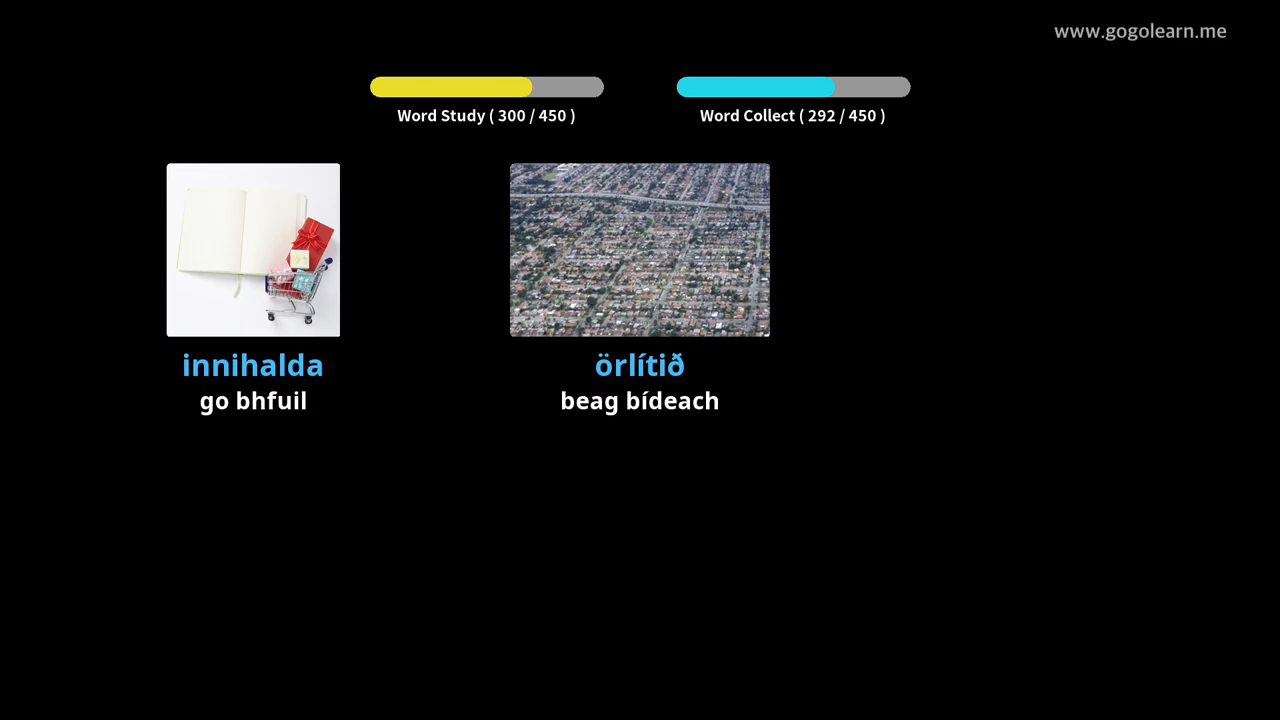 www.gogolearn.me
Word Study ( 300 / 450 )
Word Collect ( 292 / 450 )
innihalda
go bhfuil
örlítið
beag bídeach